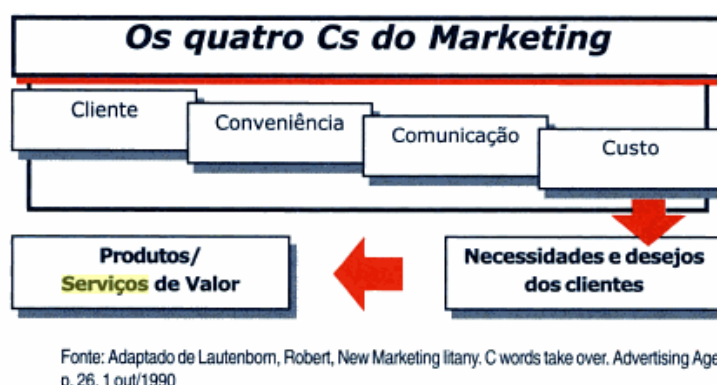 Os quatro Cs do Marketing
Cliente
Conveniência
Comunicação
Custo
Necessidades e desejos
dos clientes
Produtos/
Serviços de Valor
Fonte: Adaptado de Lautenborn, Robert, New Marketing litany. C words take over. Advertising Age
p. 26, 1 out/1990